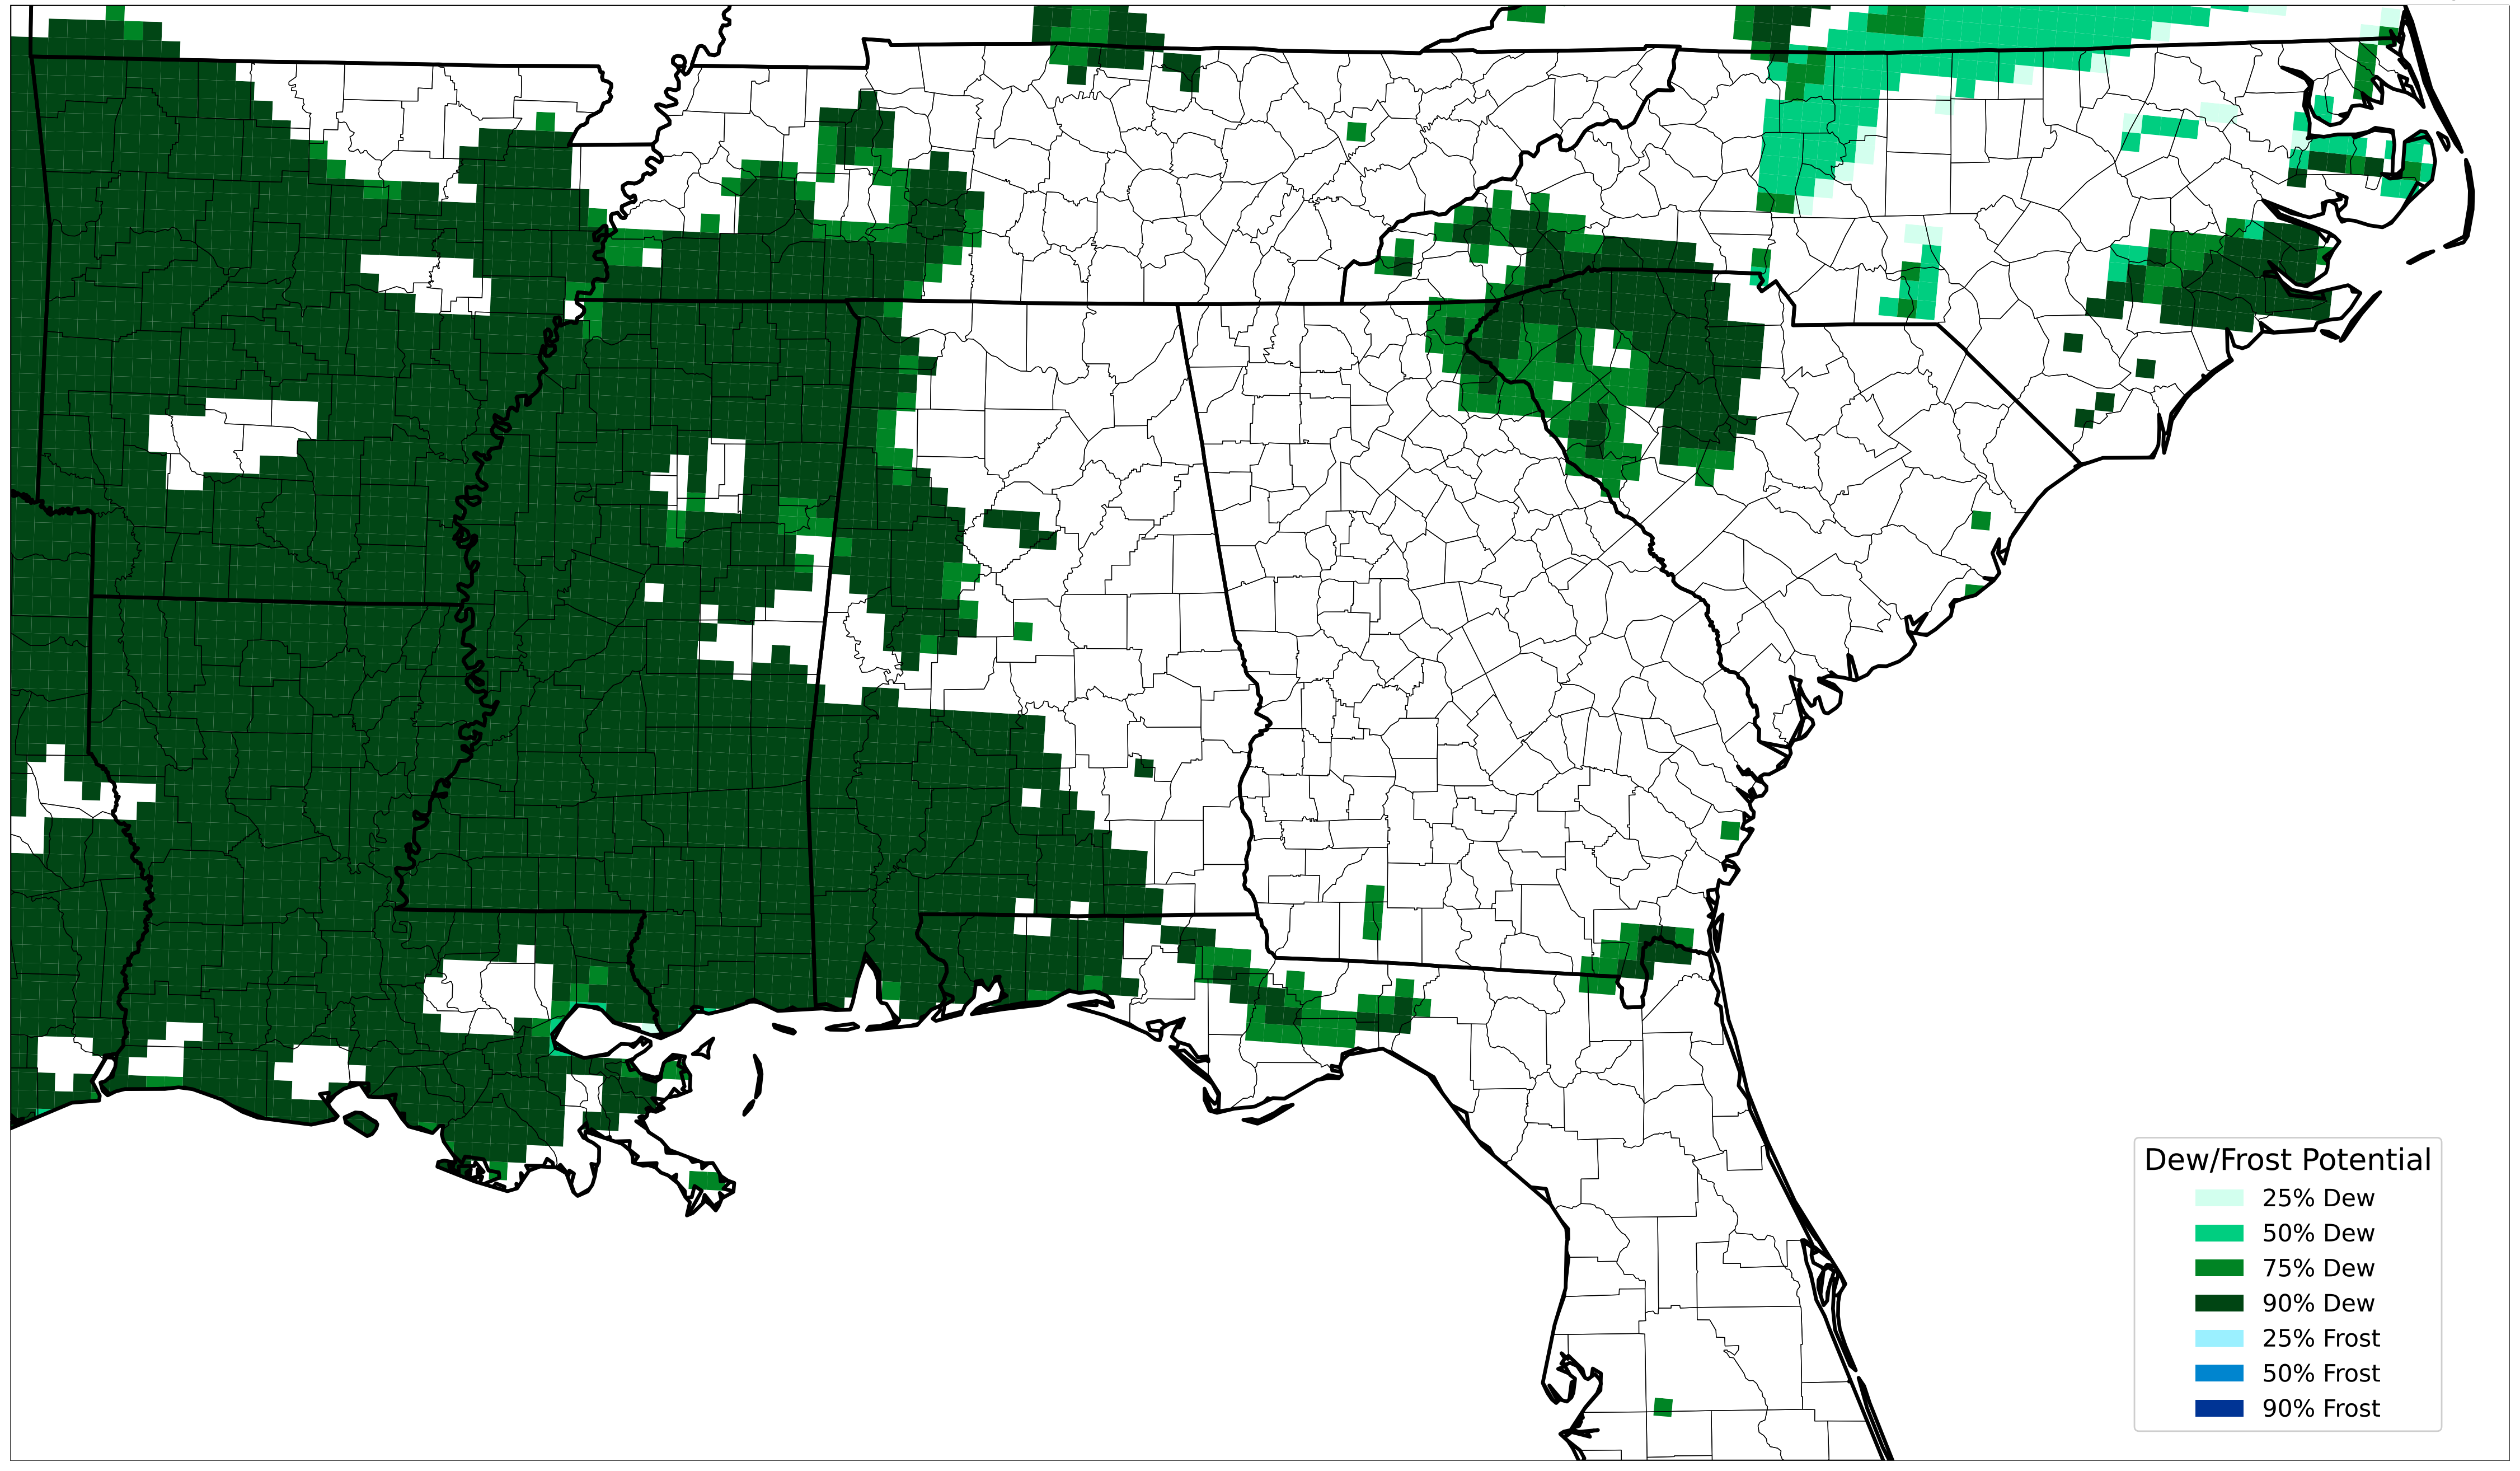 Dew/Frost Potential
25% Dew
50% Dew
75% Dew
90% Dew
25% Frost
50% Frost
90% Frost